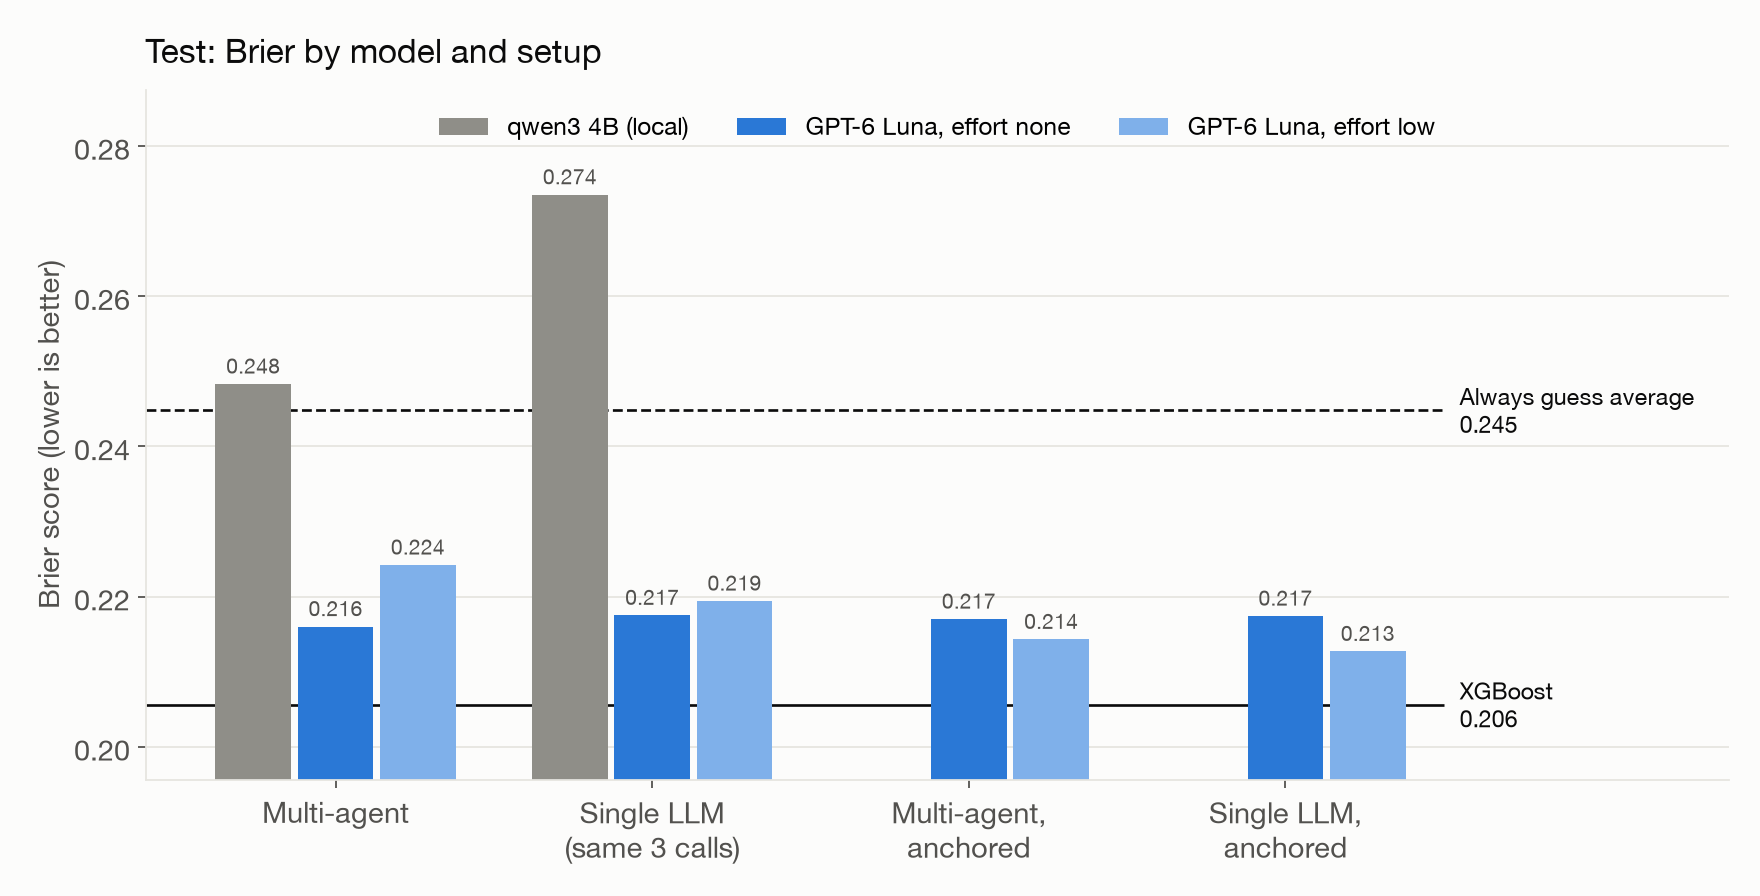 Test: Brier by model and setup
qwen3 4B (local)
GPT-6 Luna, effort none
GPT-6 Luna, effort low
Brier score (lower is better)
0.28
0.26
0.24
0.22
0.20
0.248
0.216
0.224
0.274
0.217
0.219
0.217
0.214
0.217
0.213
Always guess average
0.245
XGBoost
0.206
Multi-agent
Single LLM
(same 3 calls)
Multi-agent,
anchored
Single LLM,
anchored